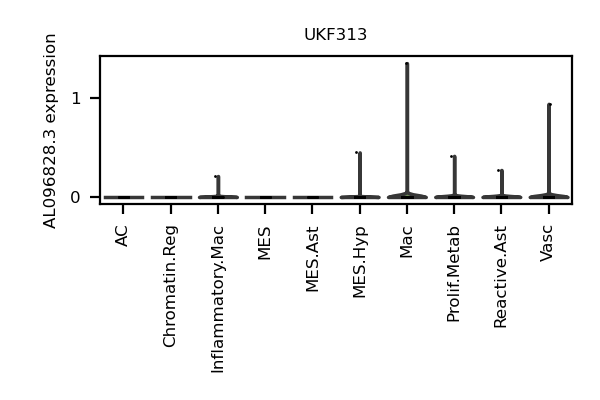 UKF313
AL096828.3 expression
1
0
AC
Chromatin.Reg
Inflammatory.Mac
MES
MES.Ast
MES.Hyp
Mac
Prolif.Metab
Reactive.Ast
Vasc